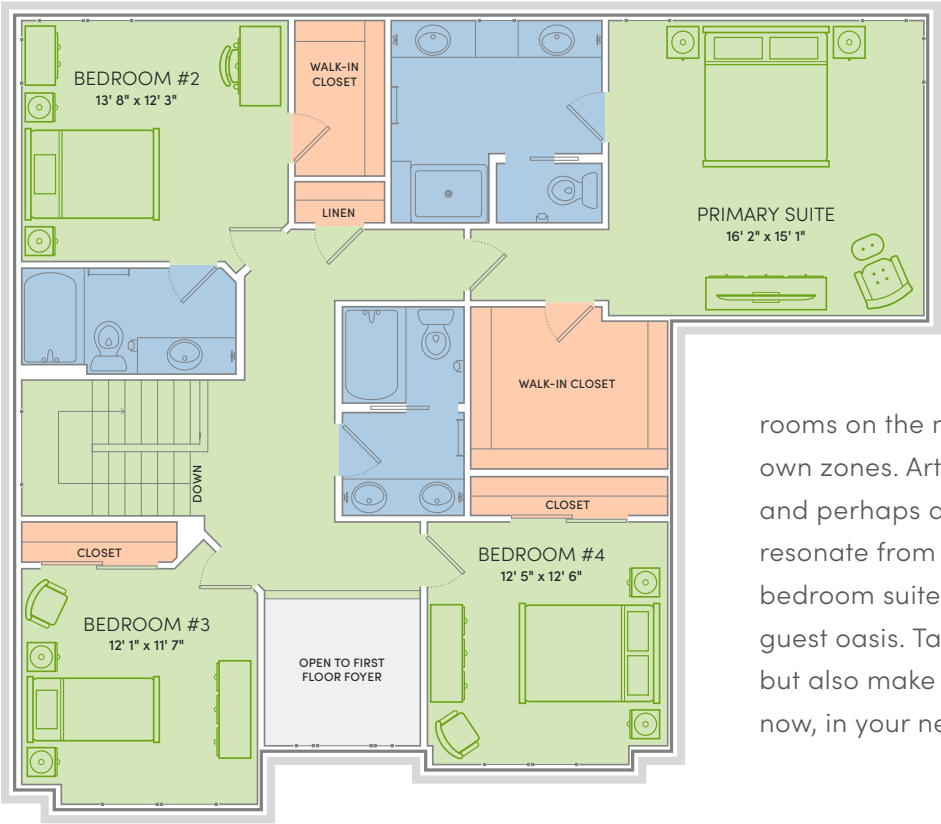 BEDROOM #2
13' 8" x 12' 3"
WALK-IN
CLOSET
LINEN
PRIMARY SUITE
16' 2" x 15' 1"
WALK-IN CLOSET
CLOSET
DOWN
CLOSET
BEDROOM #4
12' 5" x 12' 6"
BEDROOM #3
12' 1" x 11' 7"
OPEN TO FIRST
FLOOR FOYER
rooms on the
own zones. Art
and perhaps
resonate from
bedroom suite
guest oasis. Ta
but also make
now, in your ne